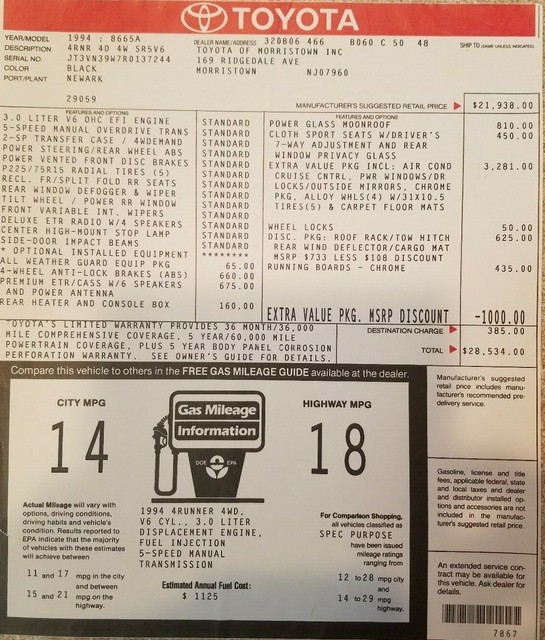 TOYOTA
YEAR/MODEL 1994 : 8665A
DESCRIPTION 4RNR 4D 4W SR5V6
SERIAL NO. JT3VN39W7R0137244
COLOR BLACK
PORT/PLANT NEWARK
29059
DEALER NAME/ADDRESS 320B06 466 B060 C 50 48
TOYOTA OF MORRISTOWN INC
169 RIDGEDALE AVE
MORRISTOWN NJ07960
SHIP TO (SAME UNLESS INDICATED)
MANUFACTURER'S SUGGESTED RETAIL PRICE $21,938.00
FEATURES AND OPTIONS
3.0 LITER V6 OHC EFI ENGINE STANDARD
5-SPEED MANUAL OVERDRIVE TRANS STANDARD
2-SP TRANSFER CASE / 4WDEMAND STANDARD
POWER STEERING/REAR WHEEL ABS STANDARD
POWER VENTED FRONT DISC BRAKES STANDARD
P225/75R15 RADIAL TIRES (5) STANDARD
RECL. FR/SPLIT FOLD RR SEATS STANDARD
REAR WINDOW DEFOGGER & WIPER STANDARD
TILT WHEEL / POWER RR WINDOW STANDARD
FRONT VARIABLE INT. WIPERS STANDARD
DELUXE ETR RADIO W/4 SPEAKERS STANDARD
CENTER HIGH-MOUNT STOP LAMP STANDARD
SIDE-DOOR IMPACT BEAMS STANDARD
* OPTIONAL INSTALLED EQUIPMENT ********
ALL WEATHER GUARD EQUIP PKG 65.00
4-WHEEL ANTI-LOCK BRAKES (ABS) 660.00
PREMIUM ETR/CASS W/6 SPEAKERS 675.00
AND POWER ANTENNA
REAR HEATER AND CONSOLE BOX 160.00
FEATURES AND OPTIONS
POWER GLASS MOONROOF 810.00
CLOTH SPORT SEATS W/DRIVER'S 450.00
7-WAY ADJUSTMENT AND REAR
WINDOW PRIVACY GLASS
EXTRA VALUE PKG INCL: AIR COND 3,281.00
CRUISE CNTRL, PWR WINDOWS/DR
LOCKS/OUTSIDE MIRRORS, CHROME
PKG, ALLOY WHLS(4) W/31X10.5
TIRES(5) & CARPET FLOOR MATS
WHEEL LOCKS 50.00
DISC. PKG: ROOF RACK/TOW HITCH 625.00
REAR WIND DEFLECTOR/CARGO MAT
MSRP $733 LESS $108 DISCOUNT
RUNNING BOARDS - CHROME 435.00
EXTRA VALUE PKG. MSRP DISCOUNT -1000.00
TOYOTA'S LIMITED WARRANTY PROVIDES 36 MONTH/36,000
MILE COMPREHENSIVE COVERAGE, 5 YEAR/60,000 MILE
POWERTRAIN COVERAGE, PLUS 5 YEAR BODY PANEL CORROSION
PERFORATION WARRANTY. SEE OWNER'S GUIDE FOR DETAILS.
DESTINATION CHARGE 385.00
TOTAL $28,534.00
Compare this vehicle to others in the FREE GAS MILEAGE GUIDE available at the dealer.
CITY MPG
14
Gas Mileage
Information
DOE EPA
HIGHWAY MPG
18
Actual Mileage will vary with
options, driving conditions,
driving habits and vehicle's
condition. Results reported to
EPA indicate that the majority
of vehicles with these estimates
will achieve between
11 and 17 mpg in the city
and between
15 and 21 mpg on the
highway.
1994 4RUNNER 4WD,
V6 CYL., 3.0 LITER
DISPLACEMENT ENGINE,
FUEL INJECTION
5-SPEED MANUAL
TRANSMISSION
Estimated Annual Fuel Cost:
$ 1125
For Comparison Shopping,
all vehicles classified as
SPEC PURPOSE
have been issued
mileage ratings
ranging from
12 to 28 mpg city
and
14 to 29 mpg
highway.
Manufacturer's suggested
retail price includes manu-
facturer's recommended pre-
delivery service.
Gasoline, license and title
fees, applicable federal, state
and local taxes and dealer
and distributor installed op-
tions and accessories are not
included in the manufac-
turer's suggested retail price.
An extended service con-
tract may be available for
this vehicle. Ask dealer for
details.
7867